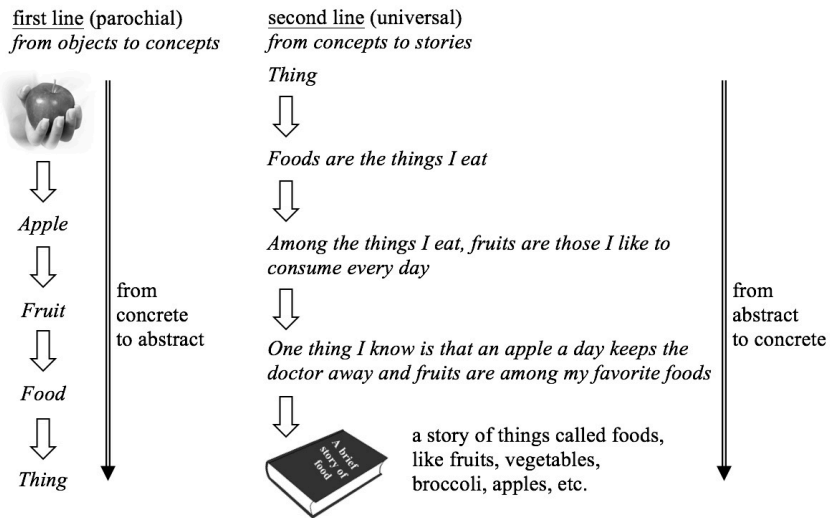 first line (parochial)
from objects to concepts
Apple
Fruit
Food
Thing
from
concrete
to abstract
second line (universal)
from concepts to stories
Thing
Foods are the things I eat
Among the things I eat, fruits are those I like to
consume every day
One thing I know is that an apple a day keeps the
doctor away and fruits are among my favorite foods
A brief
story of
food
a story of things called foods,
like fruits, vegetables,
broccoli, apples, etc.
from
abstract
to concrete